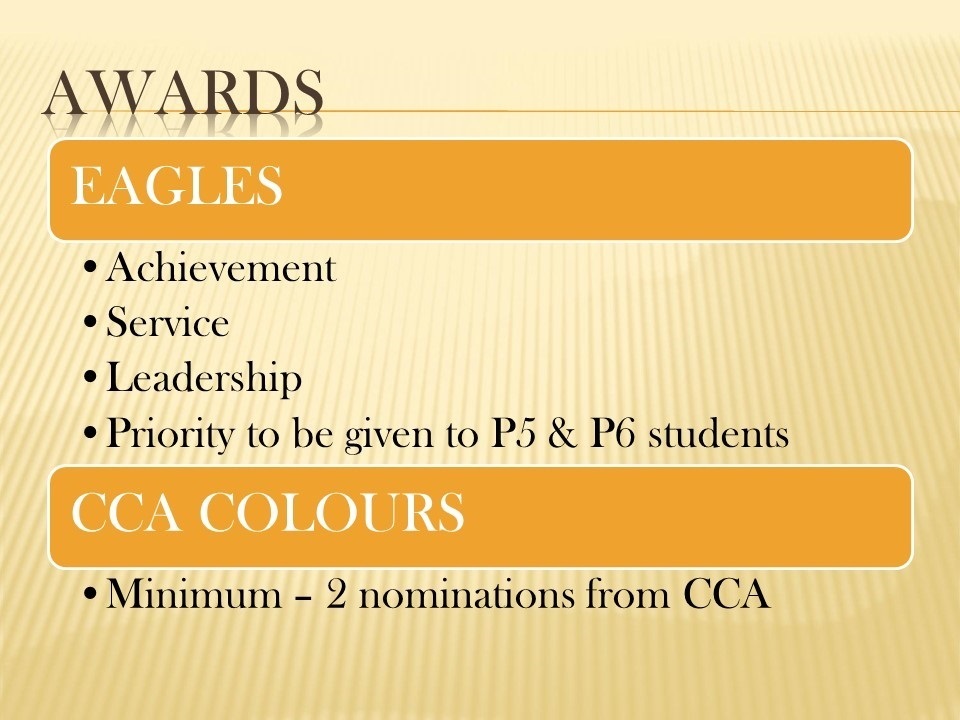 AWARDS
EAGLES
• Achievement
• Service
• Leadership
• Priority to be given to P5 & P6 students
CCA COLOURS
• Minimum – 2 nominations from CCA